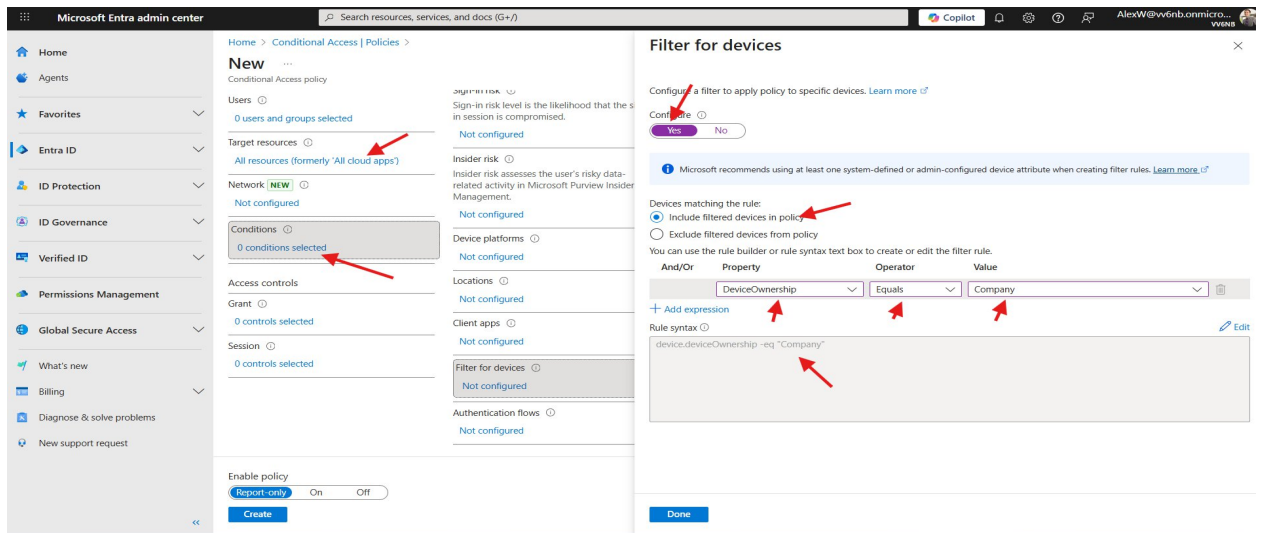 Microsoft Entra admin center
Search resources, services, and docs (G+/)
Copilot
AlexW@vv6nb.onmicro...
VV6NB
Home
Agents
Favorites
Entra ID
ID Protection
ID Governance
Verified ID
Permissions Management
Global Secure Access
What's new
Billing
Diagnose & solve problems
New support request
Home > Conditional Access | Policies >
New ...
Conditional Access policy
Users
0 users and groups selected
Target resources
All resources (formerly 'All cloud apps')
Network NEW
Not configured
Conditions
0 conditions selected
Access controls
Grant
0 controls selected
Session
0 controls selected
Enable policy
Report-only On Off
Create
Sign-in risk
Sign-in risk level is the likelihood that the s
in session is compromised.
Not configured
Insider risk
Insider risk assesses the user's risky data-
related activity in Microsoft Purview Insider
Management.
Not configured
Device platforms
Not configured
Locations
Not configured
Client apps
Not configured
Filter for devices
Not configured
Authentication flows
Not configured
Filter for devices
Configure a filter to apply policy to specific devices. Learn more
Configure
Yes No
Microsoft recommends using at least one system-defined or admin-configured device attribute when creating filter rules. Learn more
Devices matching the rule:
Include filtered devices in policy
Exclude filtered devices from policy
You can use the rule builder or rule syntax text box to create or edit the filter rule.
And/Or Property Operator Value
DeviceOwnership Equals Company
+ Add expression
Rule syntax
Edit
device.deviceOwnership -eq "Company"
Done